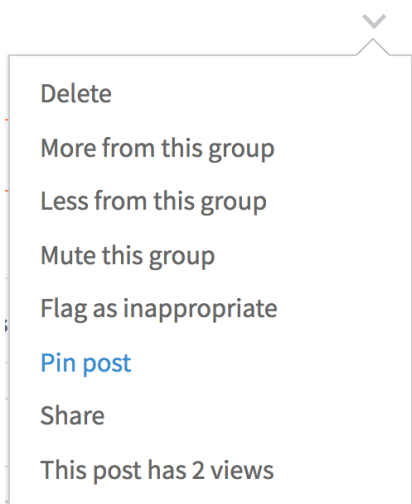 Delete
More from this group
Less from this group
Mute this group
Flag as inappropriate
Pin post
Share
This post has 2 views